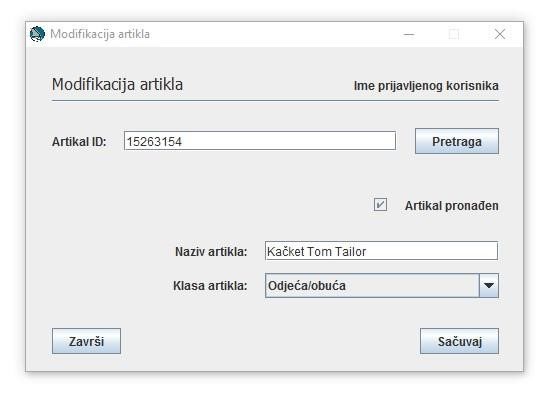 Modifikacija artikla
Modifikacija artikla Ime prijavljenog korisnika
Artikal ID: 15263154 Pretraga
Artikal pronađen
Naziv artikla: Kačket Tom Tailor
Klasa artikla: Odjeća/obuća
Završi Sačuvaj